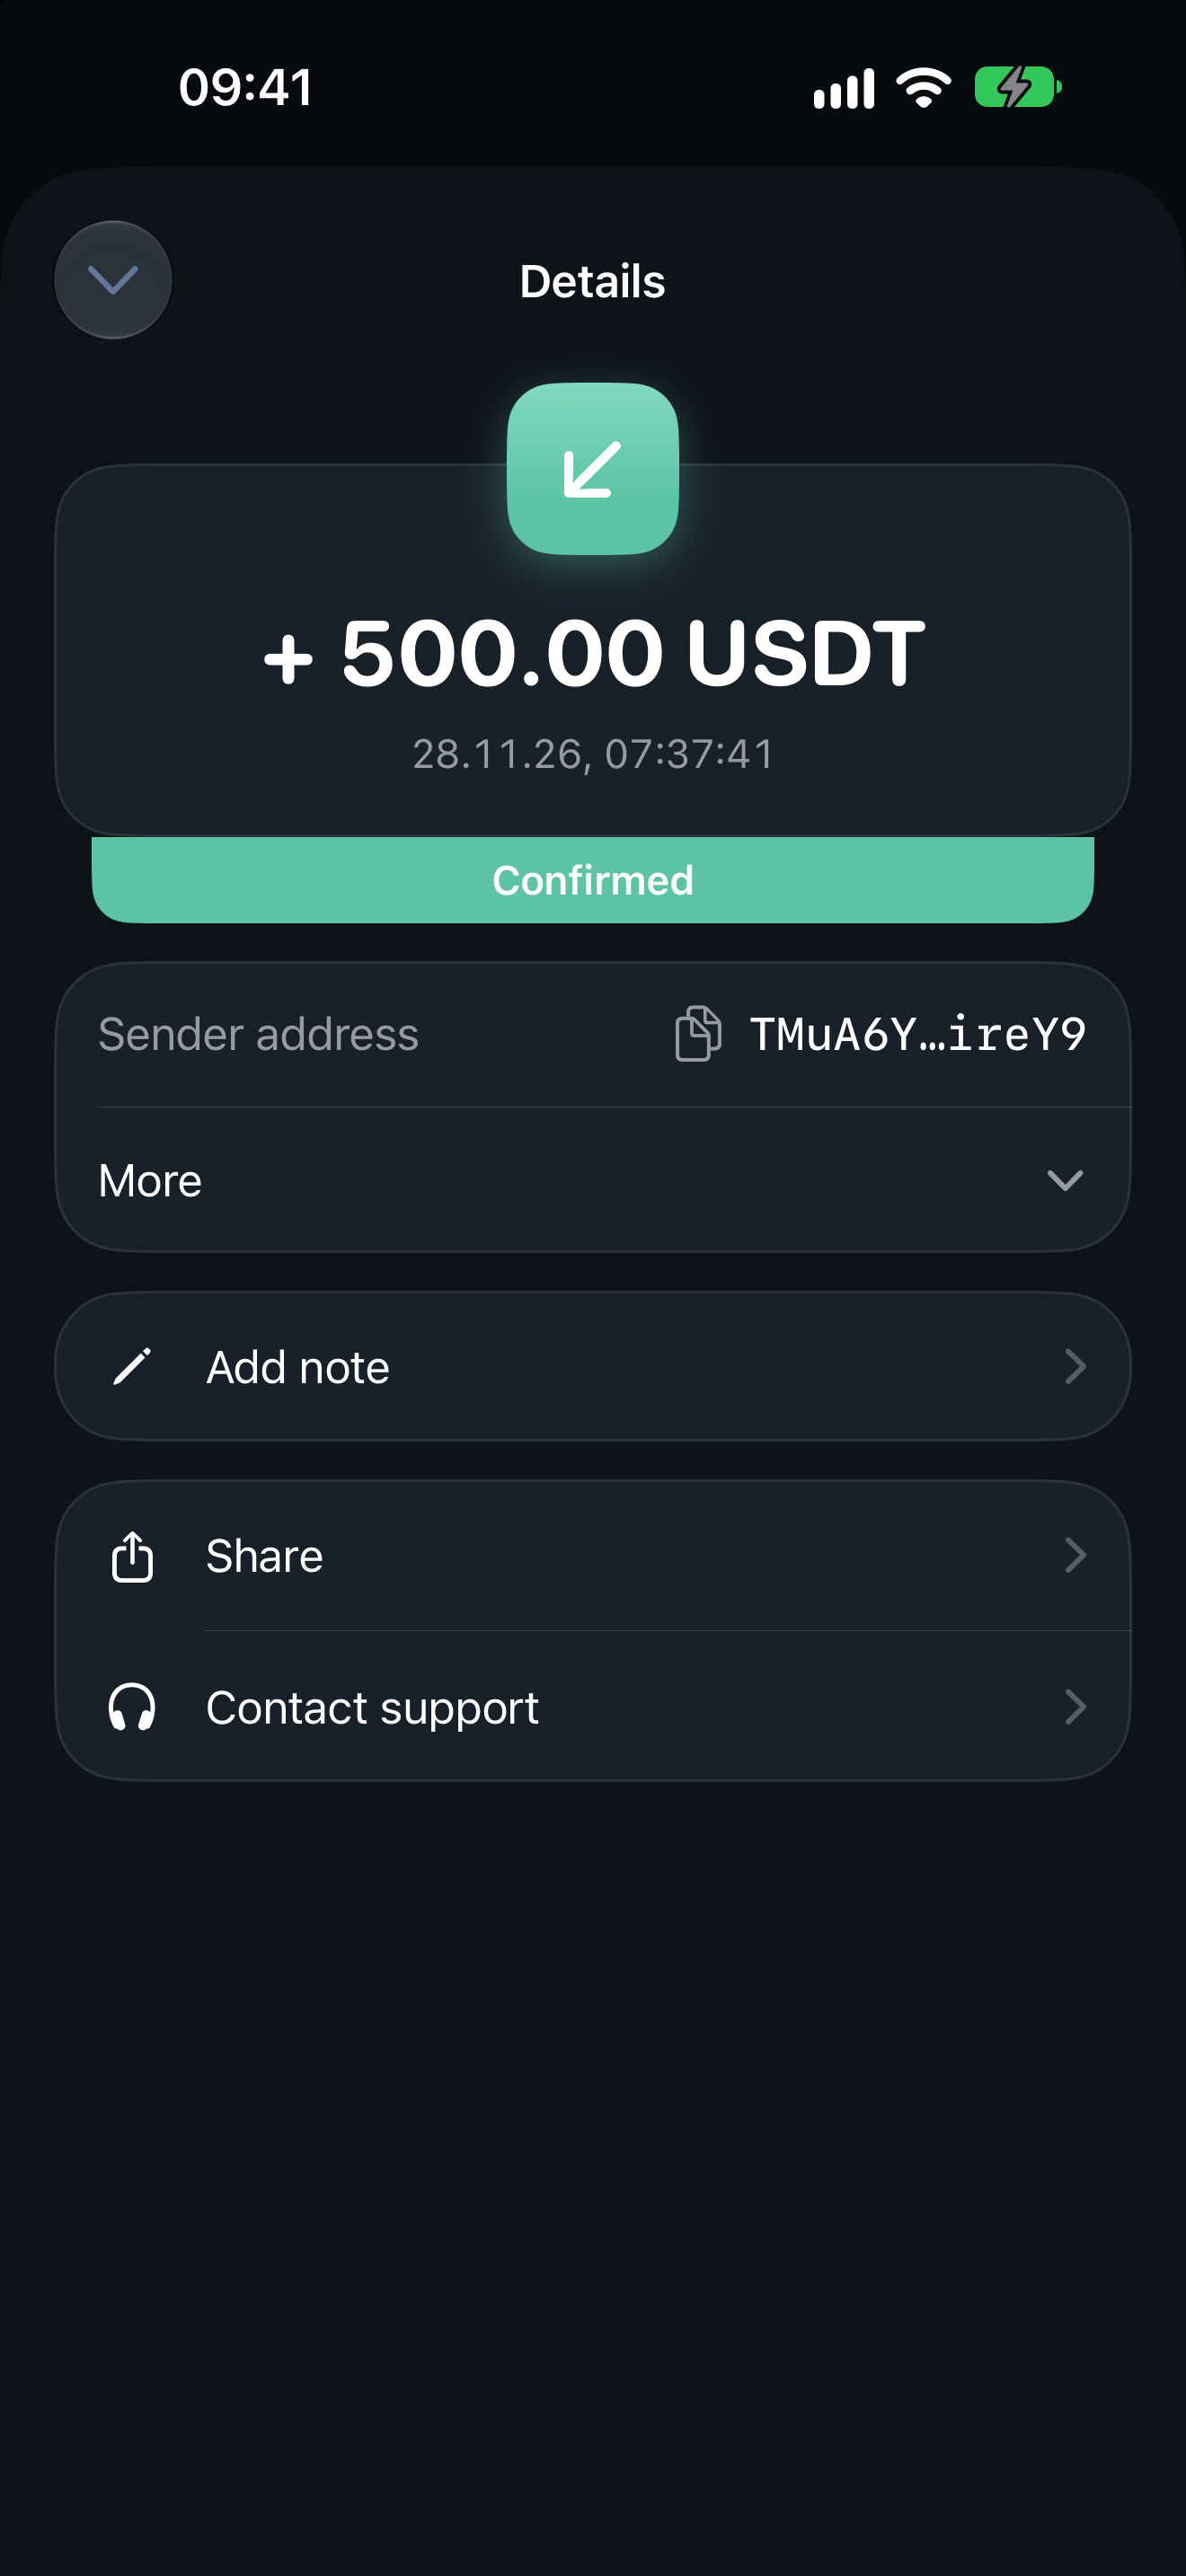 09:41
Details
+ 500.00 USDT
28.11.26, 07:37:41
Confirmed
Sender address TMuA6Y…ireY9
More
Add note
Share
Contact support